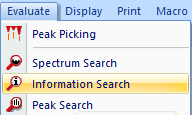 Evaluate Display Print Macro
Peak Picking
Spectrum Search
Information Search
Peak Search